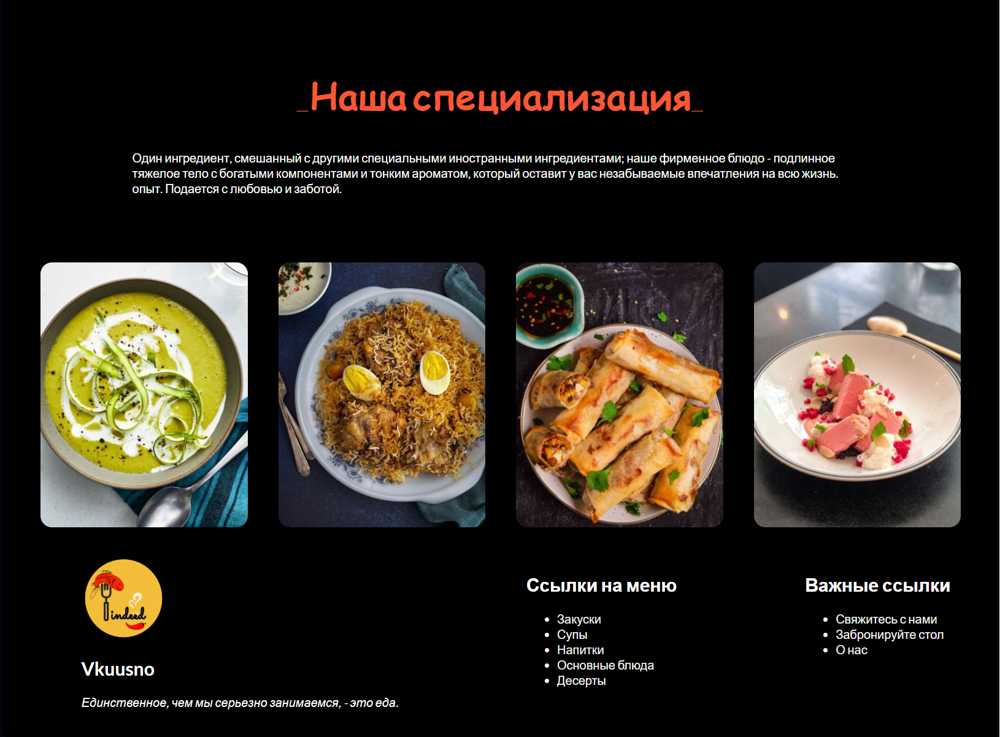 _Наша специализация_
Один ингредиент, смешанный с другими специальными иностранными ингредиентами; наше фирменное блюдо - подлинное
тяжелое тело с богатыми компонентами и тонким ароматом, который оставит у вас незабываемые впечатления на всю жизнь.
опыт. Подается с любовью и заботой.
indeed
Vkuusno
Единственное, чем мы серьезно занимаемся, - это еда.
Ссылки на меню
Закуски
Супы
Напитки
Основные блюда
Десерты
Важные ссылки
Свяжитесь с нами
Забронируйте стол
О нас